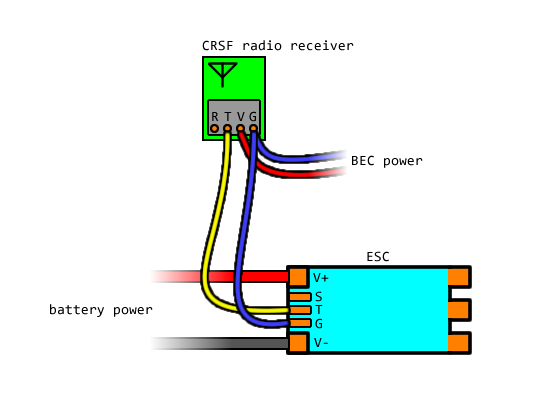 CRSF radio receiver
R T V G
BEC power
ESC
V+
S
T
G
V-
battery power